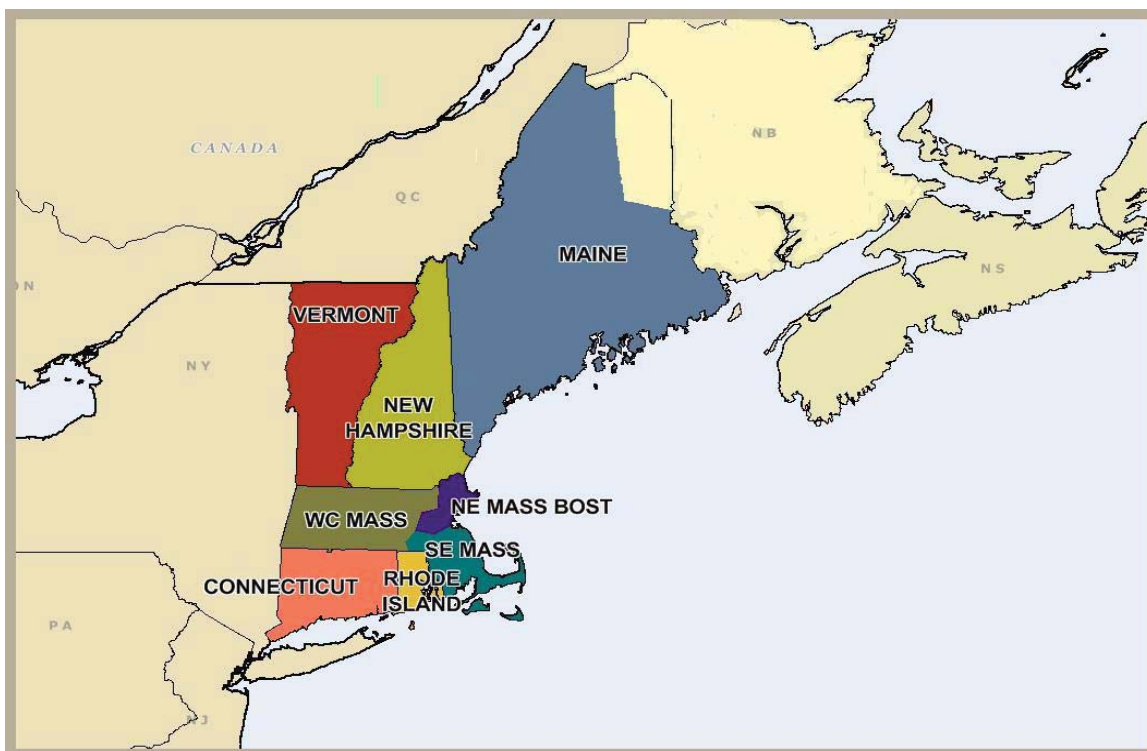 CANADA
NB
QC
MAINE
NS
ON
VERMONT
NY
NEW
HAMPSHIRE
NE MASS BOST
WC MASS
SE MASS
CONNECTICUT
RHODE
ISLAND
PA
NJ